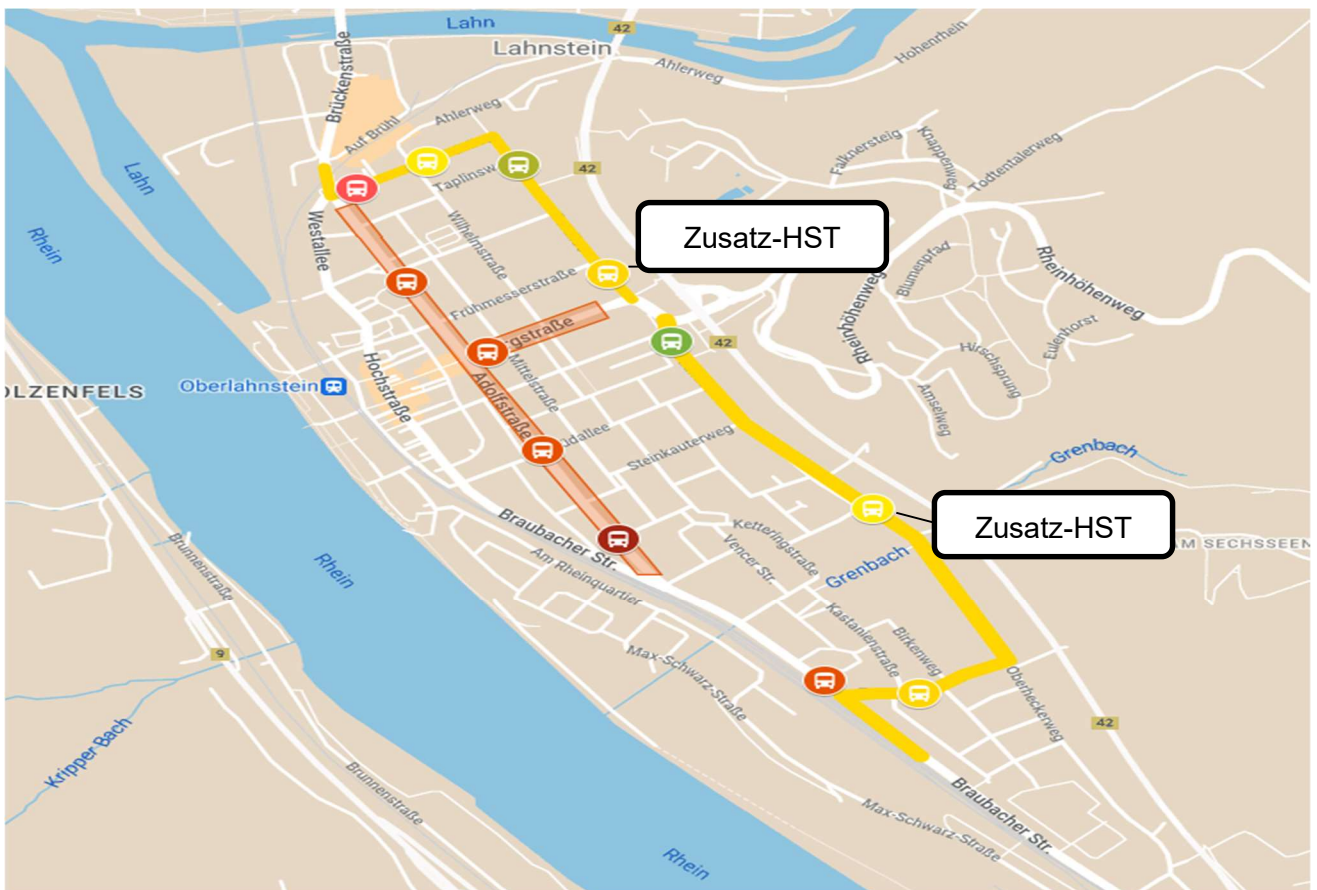 Lahn
42
Lahnstein
Hohenrhein
Ahlerweg
Brückenstraße
Ahlerweg
Auf Brühl
Falknersteig
Knappenweg
Todtentalerweg
42
Lahn
Taplinsw
Rhein
Westallee
Wilhelmstraße
Zusatz-HST
Blumenpfad
Rheinhöhenweg
Frühmesserstraße
Rheinhöhenweg
rgstraße
42
Eulenhorst
Hirschsprung
Hochstraße
Mittelstraße
Oberlahnstein
OLZENFELS
Adolfstraße
Amselweg
üdallee
Steinkauterweg
Grenbach
Braubacher Str.
Ketteringstraße
Zusatz-HST
AM SECHSSEEN
Brunnenstraße
Am Rheinquartier
Vencer Str.
Grenbach
Rhein
Kastanienstraße
Birkenweg
9
Max-Schwarz-Straße
Oberheckerweg
42
Kripper-Bach
Brunnenstraße
Braubacher Str.
Max-Schwarz-Straße
Rhein